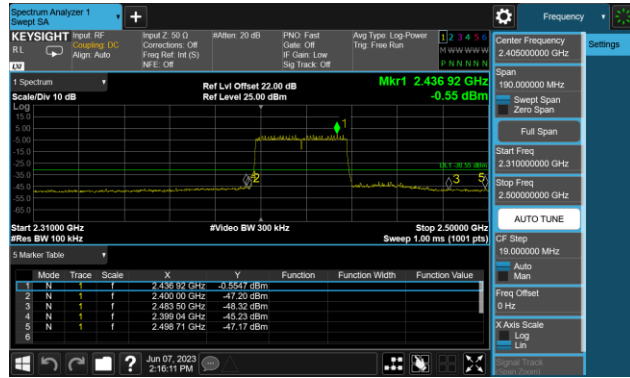 Spectrum Analyzer 1
Swept SA
Frequency
KEYSIGHT
Input: RF
Input Z: 50 Ω
#Atten: 20 dB
PNO: Fast
Avg Type: Log-Power
1 2 3 4 5 6
RL
Coupling: DC
Corrections: Off
Gate: Off
Trig: Free Run
M W W W W W
Align: Auto
Freq Ref: Int (S)
IF Gain: Low
P N N N N N
NFE: Off
Sig Track: Off
LXI
Settings
1 Spectrum
Ref Lvl Offset 22.00 dB
Mkr1 2.436 92 GHz
Scale/Div 10 dB
Ref Level 25.00 dBm
-0.55 dBm
Log
15.0
5.00
-5.00
-15.0
-25.0
-35.0
-45.0
-55.0
-65.0
1
2
3
5
Start 2.31000 GHz
#Video BW 300 kHz
Stop 2.50000 GHz
#Res BW 100 kHz
Sweep 1.00 ms (1001 pts)
5 Marker Table
Mode Trace Scale X Y Function Function Width Function Value
1 N 1 f 2.436 92 GHz -0.5547 dBm
2 N 1 f 2.400 00 GHz -47.20 dBm
3 N 1 f 2.483 50 GHz -48.32 dBm
4 N 1 f 2.399 04 GHz -45.23 dBm
5 N 1 f 2.498 71 GHz -47.17 dBm
6
?
Jun 07, 2023
2:16:11 PM
Center Frequency
2.405000000 GHz
Span
190.000000 MHz
Swept Span
Zero Span
Full Span
Start Freq
2.310000000 GHz
Stop Freq
2.500000000 GHz
AUTO TUNE
CF Step
19.000000 MHz
Auto
Man
Freq Offset
0 Hz
X Axis Scale
Log
Lin
Signal Track
(Span Zoom)